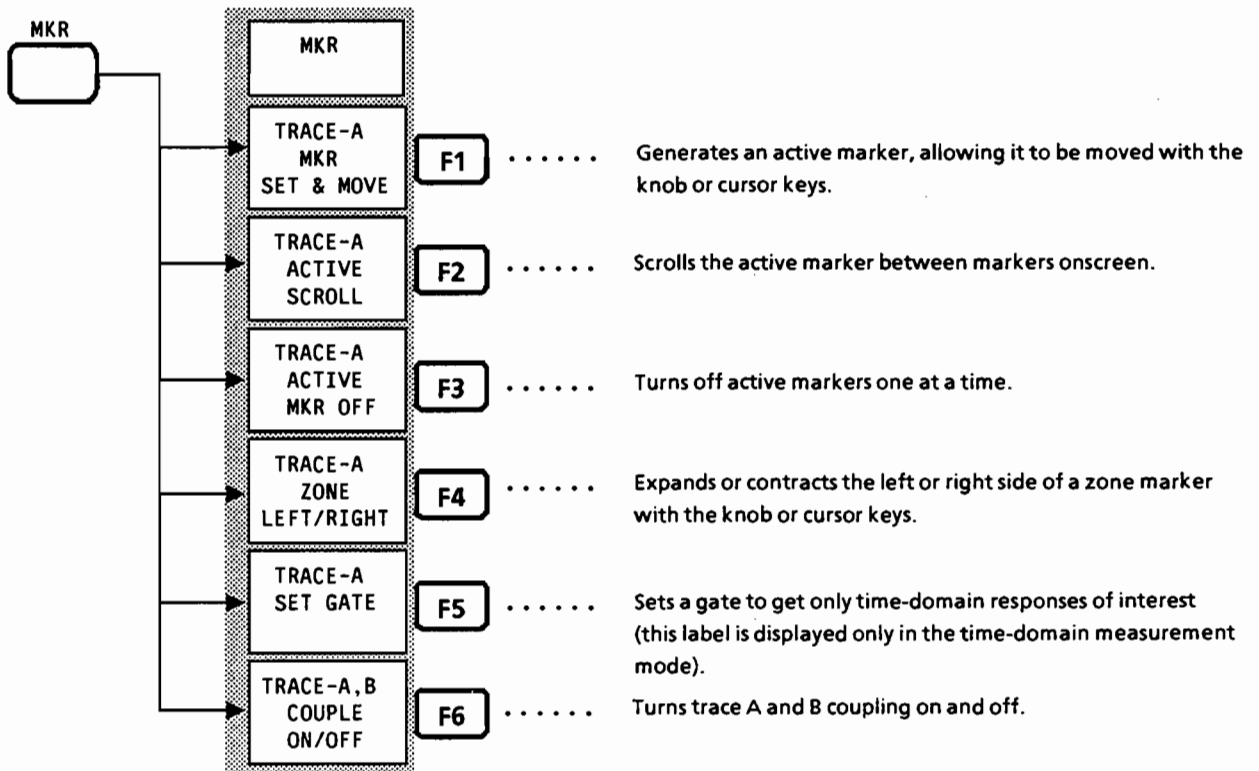 MKR
MKR
TRACE-A
MKR
SET & MOVE
F1 ......
Generates an active marker, allowing it to be moved with the
knob or cursor keys.
TRACE-A
ACTIVE
SCROLL
F2 ......
Scrolls the active marker between markers onscreen.
TRACE-A
ACTIVE
MKR OFF
F3 ......
Turns off active markers one at a time.
TRACE-A
ZONE
LEFT/RIGHT
F4 ......
Expands or contracts the left or right side of a zone marker
with the knob or cursor keys.
TRACE-A
SET GATE
F5 ......
Sets a gate to get only time-domain responses of interest
(this label is displayed only in the time-domain measurement
mode).
TRACE-A,B
COUPLE
ON/OFF
F6 ......
Turns trace A and B coupling on and off.